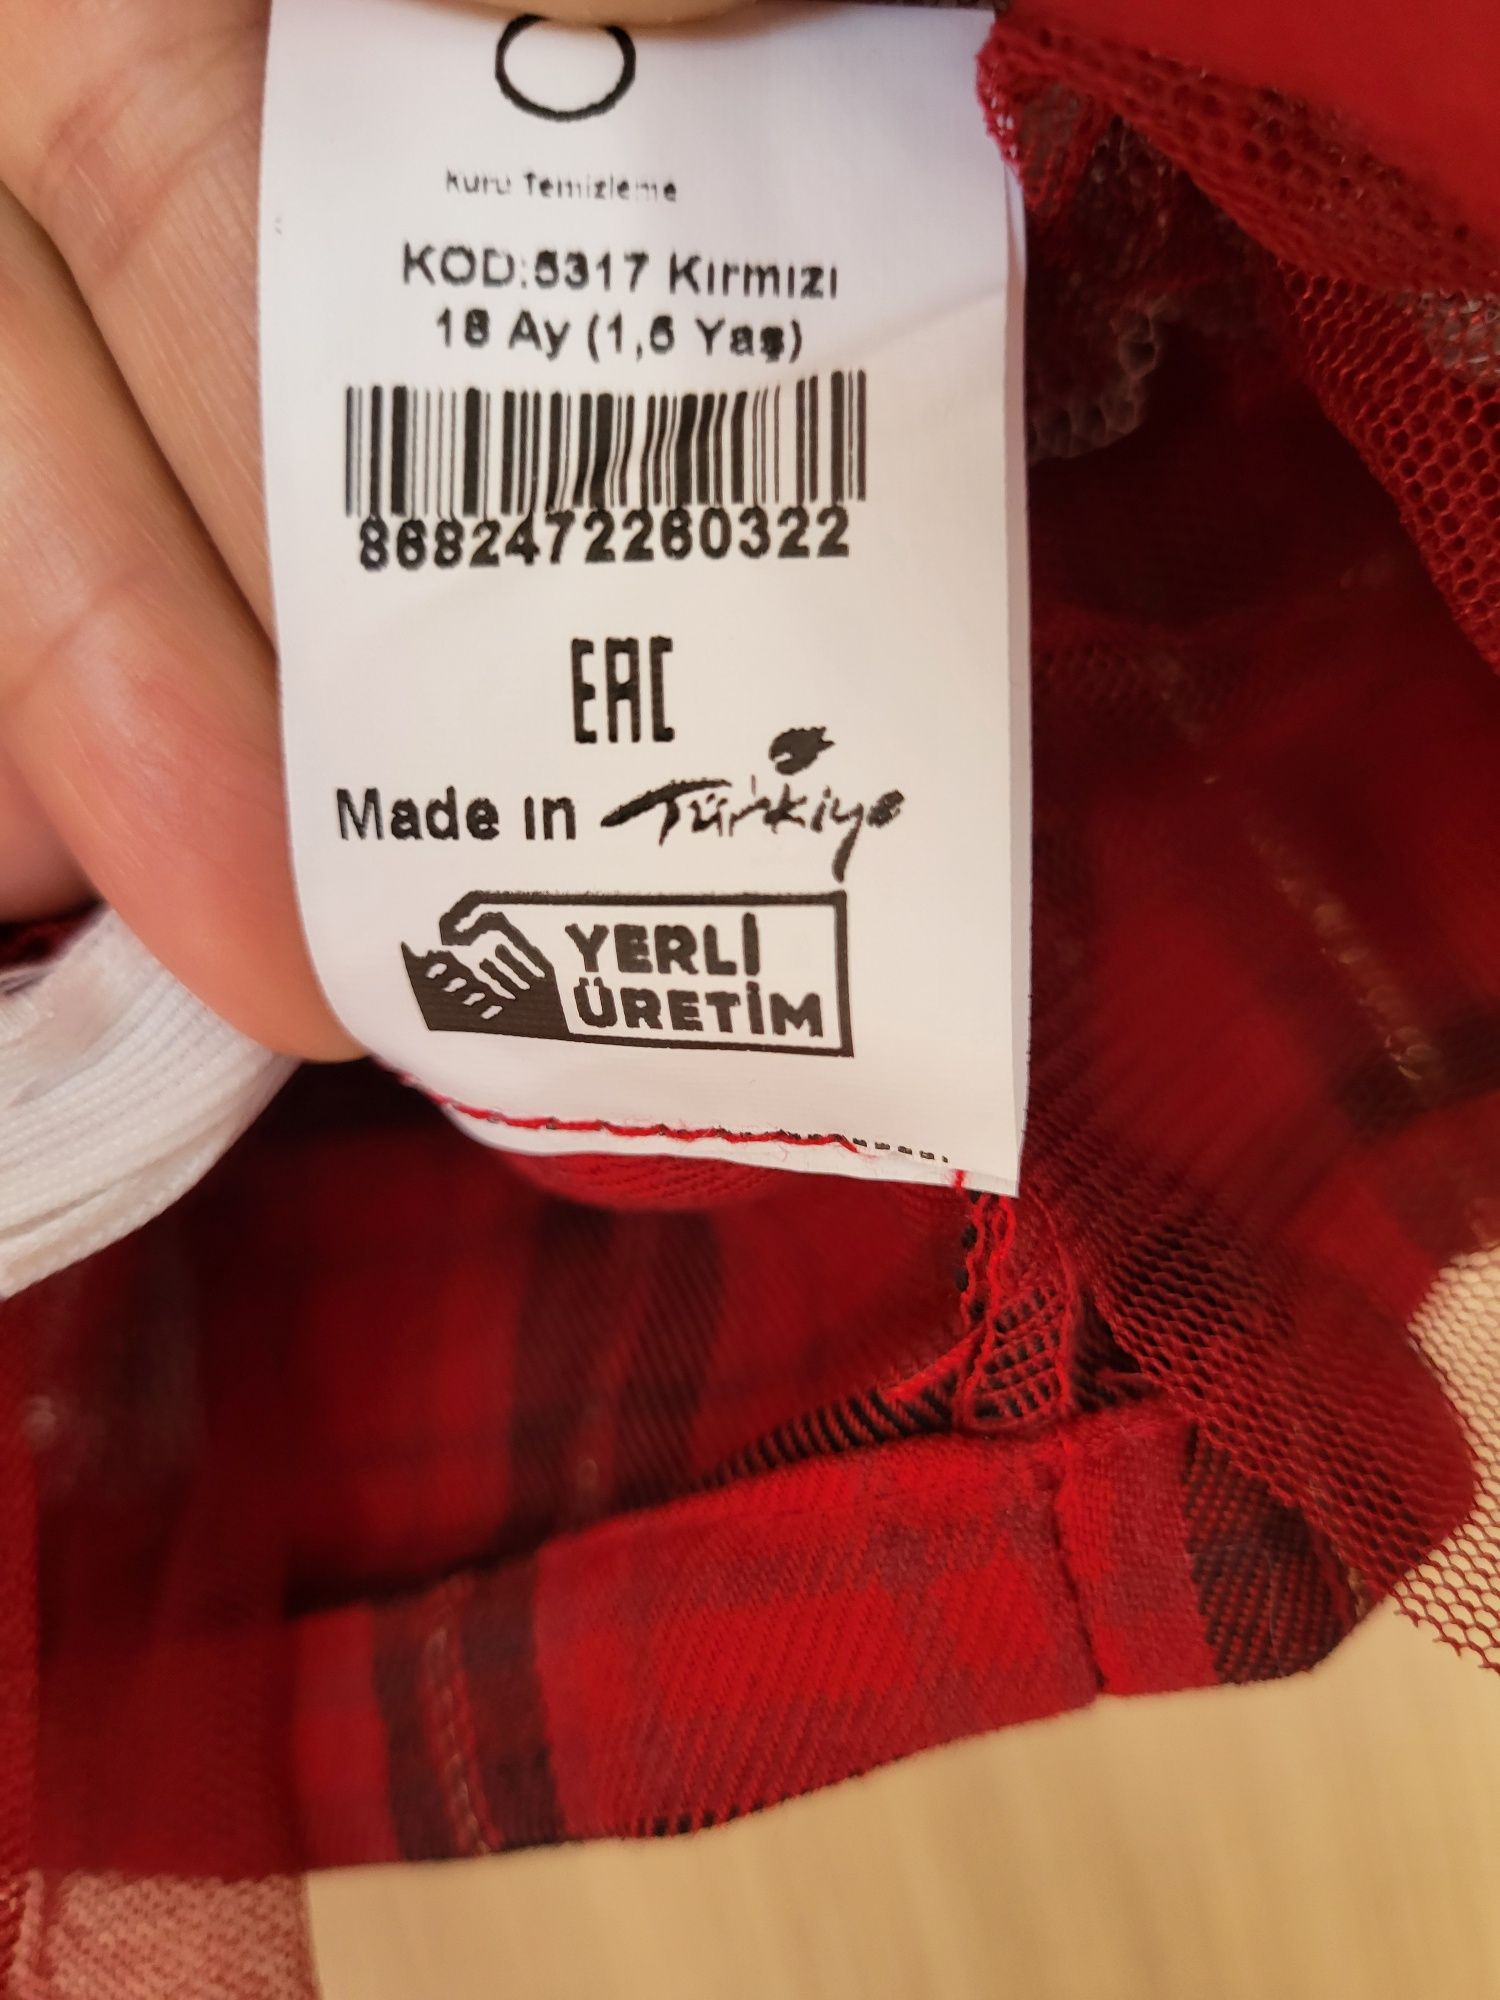 Kuru Temizleme
KOD:5317 Kırmızı
18 Ay (1,5 Yaş)
8682472260322
EAC
Made in Türkiye
YERLİ
ÜRETİM